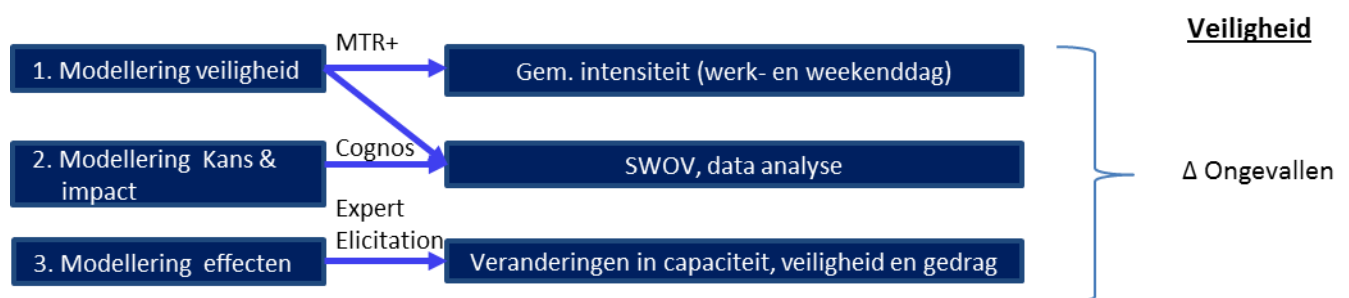 Veiligheid
MTR+
1. Modellering veiligheid
Gem. intensiteit (werk- en weekenddag)
Cognos
2. Modellering Kans &
impact
SWOV, data analyse
Δ Ongevallen
Expert
Elicitation
3. Modellering effecten
Veranderingen in capaciteit, veiligheid en gedrag